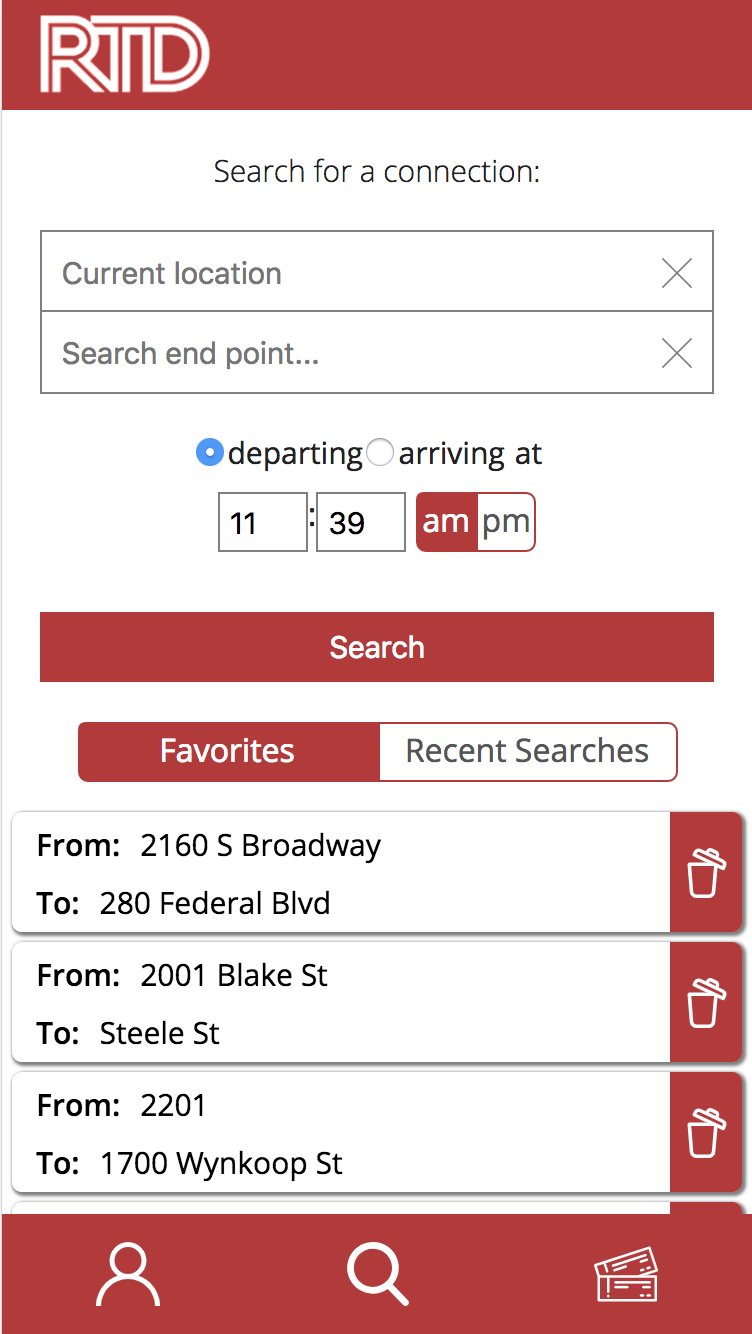 RTD
Search for a connection:
Current location
Search end point...
departing arriving at
11 : 39 am pm
Search
Favorites Recent Searches
From: 2160 S Broadway
To: 280 Federal Blvd
From: 2001 Blake St
To: Steele St
From: 2201
To: 1700 Wynkoop St